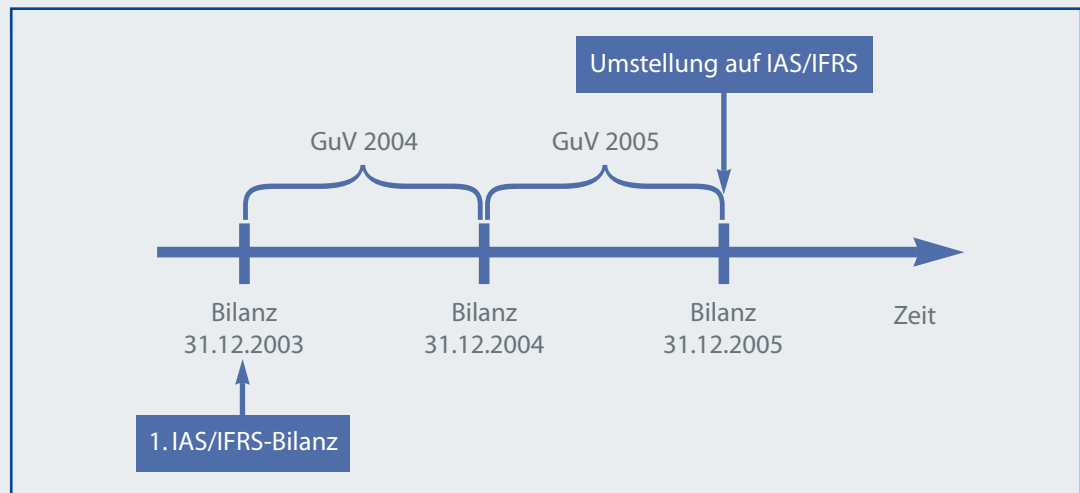 Umstellung auf IAS/IFRS
GuV 2004
GuV 2005
Bilanz
31.12.2003
Bilanz
31.12.2004
Bilanz
31.12.2005
Zeit
1. IAS/IFRS-Bilanz